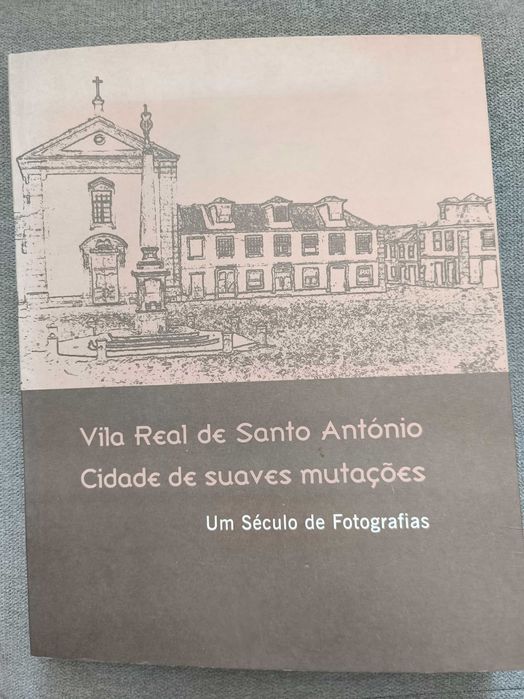 Vila Real de Santo António
Cidade de suaves mutações
Um Século de Fotografias